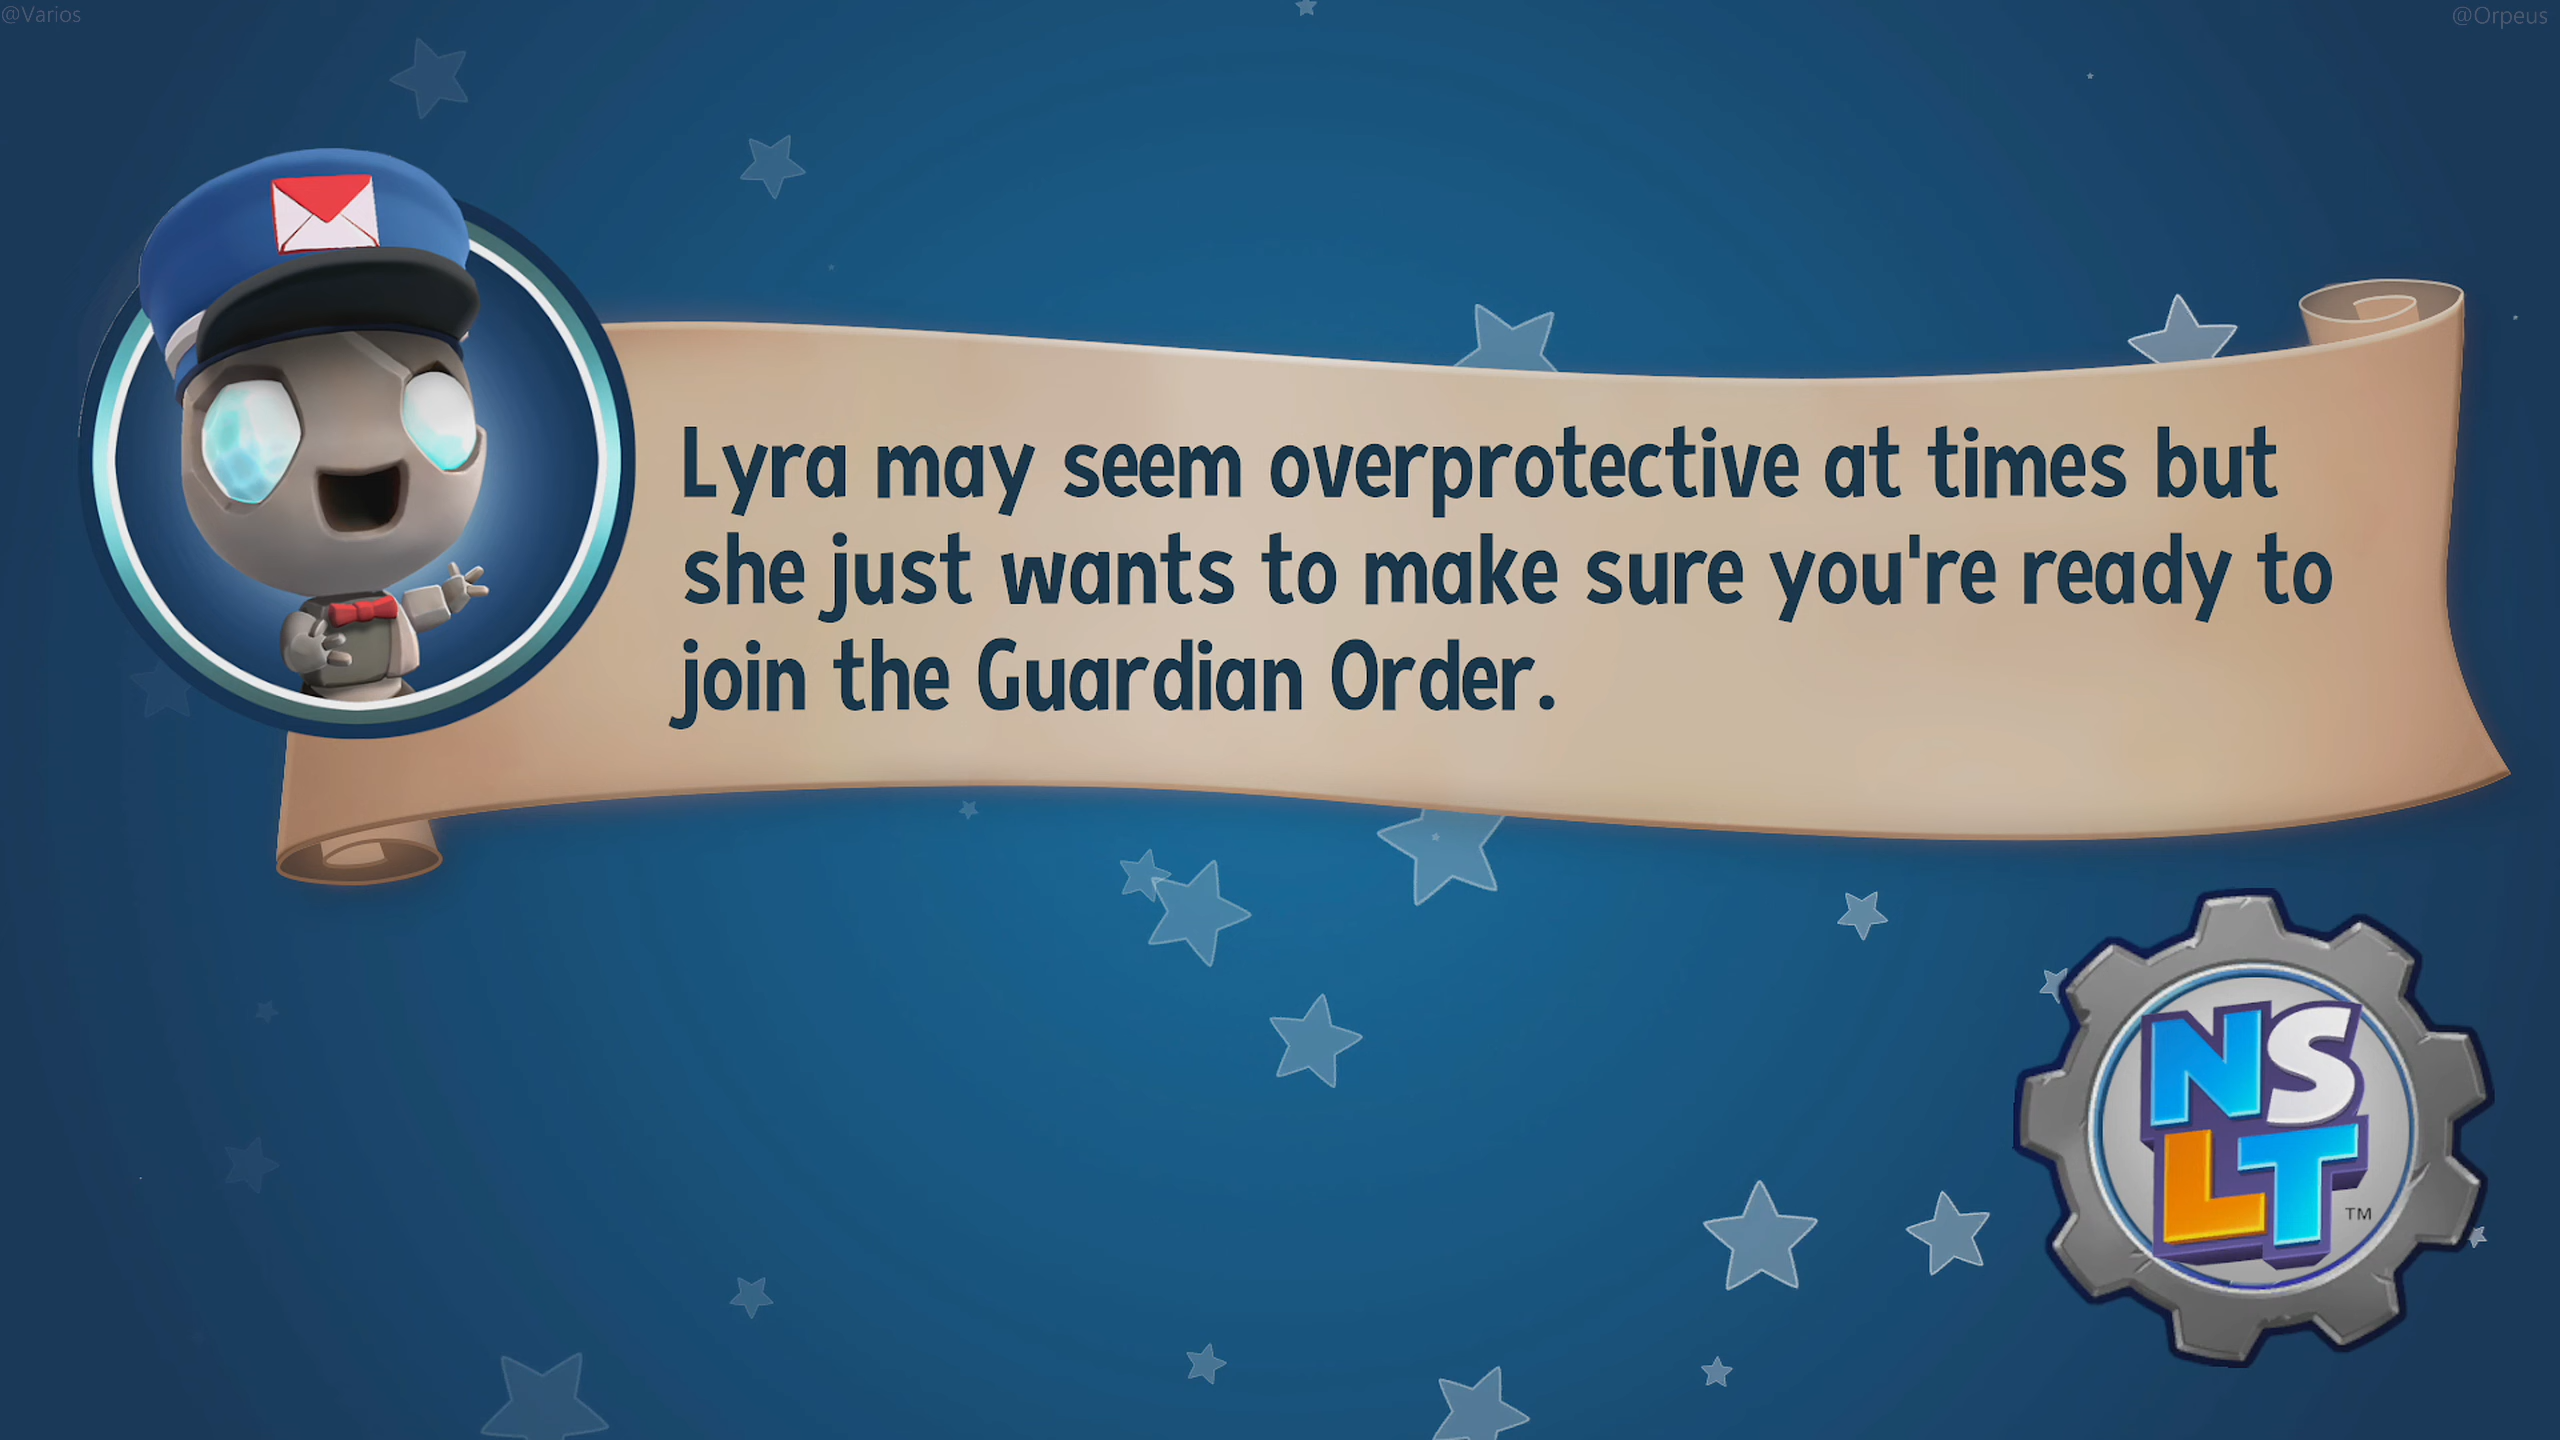 @Varios
@Orpeus
Lyra may seem overprotective at times but
she just wants to make sure you're ready to
join the Guardian Order.
NS
LT
TM